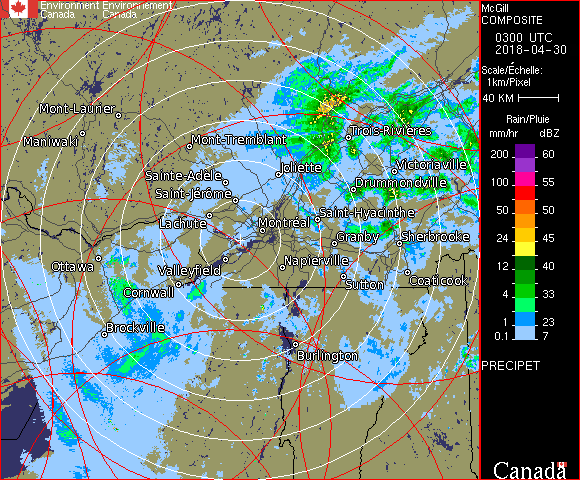 Environment Environnement
Canada Canada
McGill
COMPOSITE
0300 UTC
2018-04-30
Scale/Échelle:
1km/Pixel
40 KM
Rain/Pluie
mm/hr dBZ
200 60
100 55
50 50
24 45
12 40
4 33
1 23
0.1 7
PRECIPET
Canada
Mont-Laurier
Maniwaki
Mont-Tremblant
Trois-Rivières
Joliette
Victoriaville
Sainte-Adèle
Drummondville
Saint-Jérôme
Saint-Hyacinthe
Lachute
Montréal
Granby
Sherbrooke
Ottawa
Valleyfield
Napierville
Cornwall
Sutton
Coaticook
Brockville
Burlington